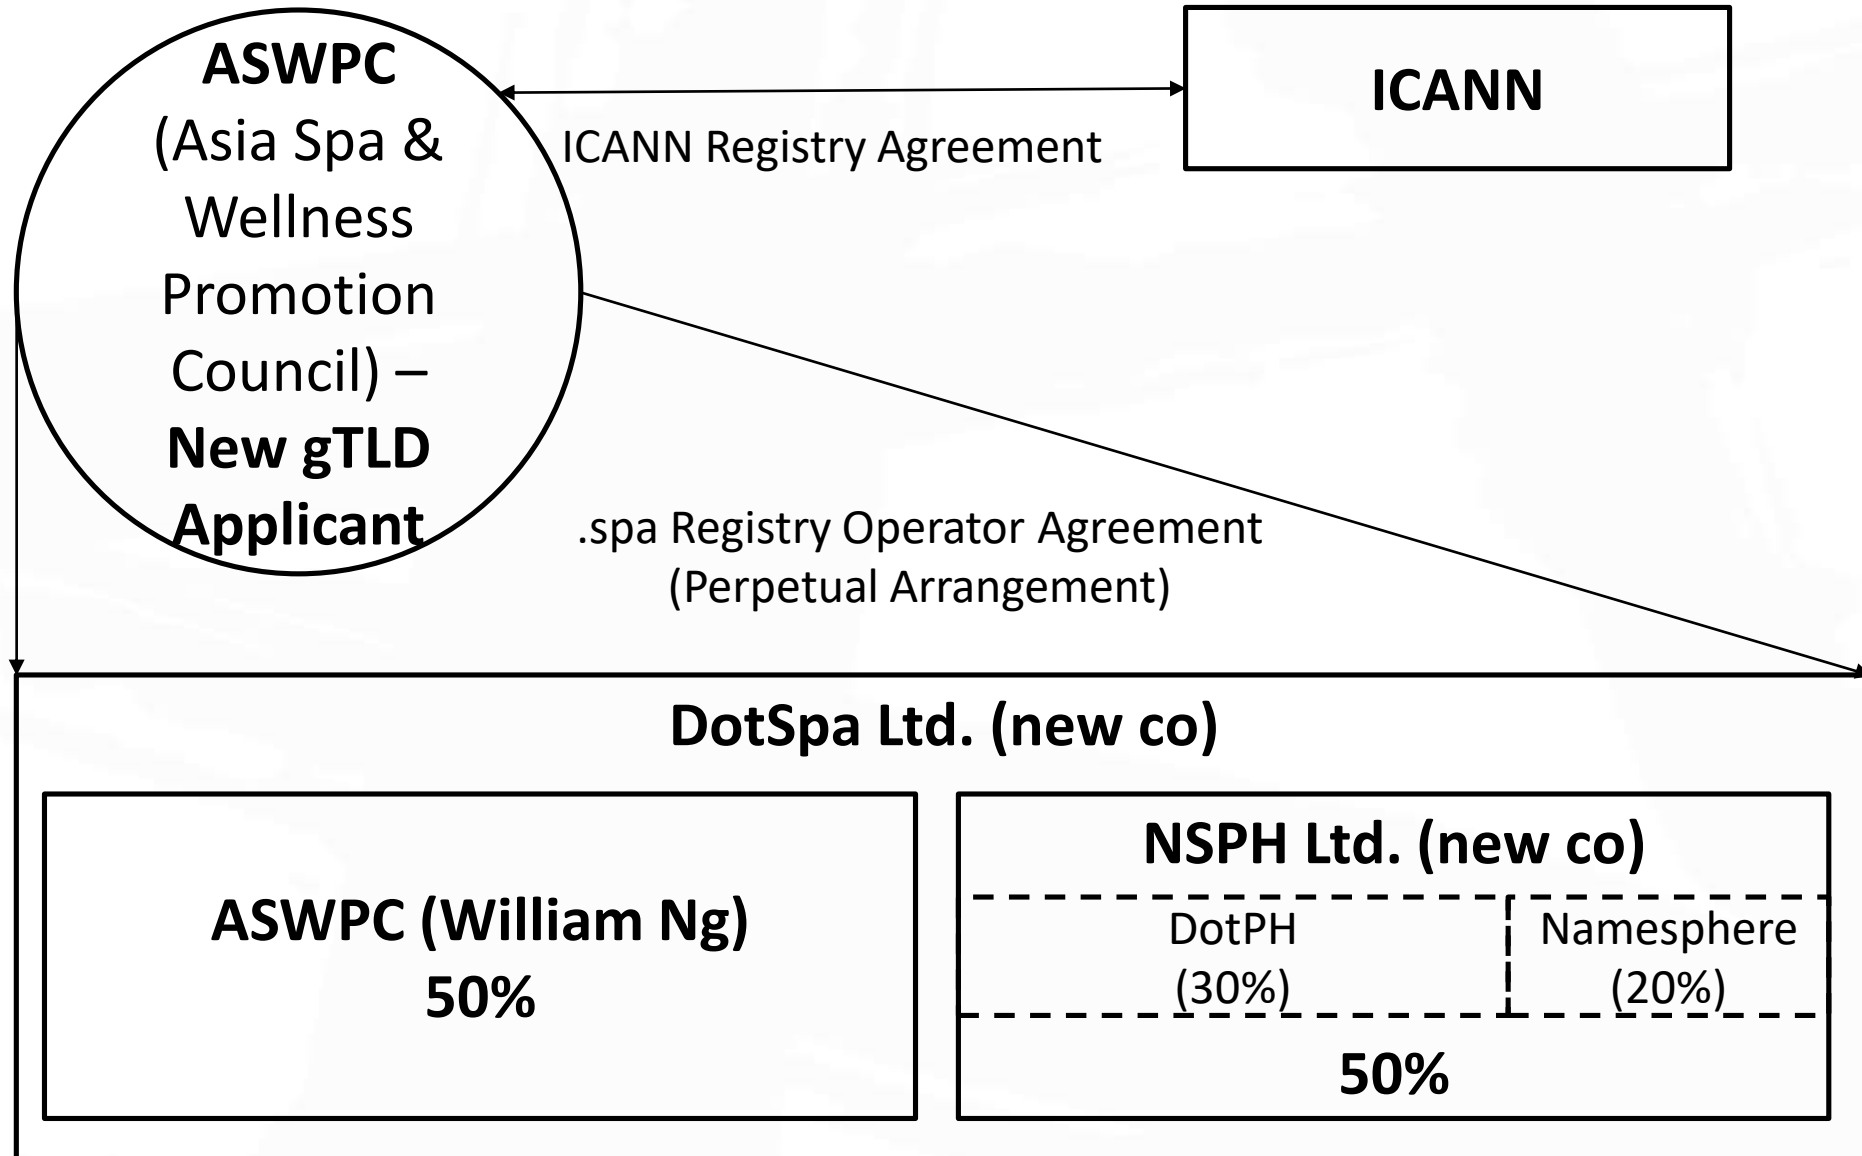 ASWPC
(Asia Spa &
Wellness
Promotion
Council) –
New gTLD
Applicant
ICANN Registry Agreement
ICANN
.spa Registry Operator Agreement
(Perpetual Arrangement)
DotSpa Ltd. (new co)
ASWPC (William Ng)
50%
NSPH Ltd. (new co)
DotPH
(30%)
Namesphere
(20%)
50%